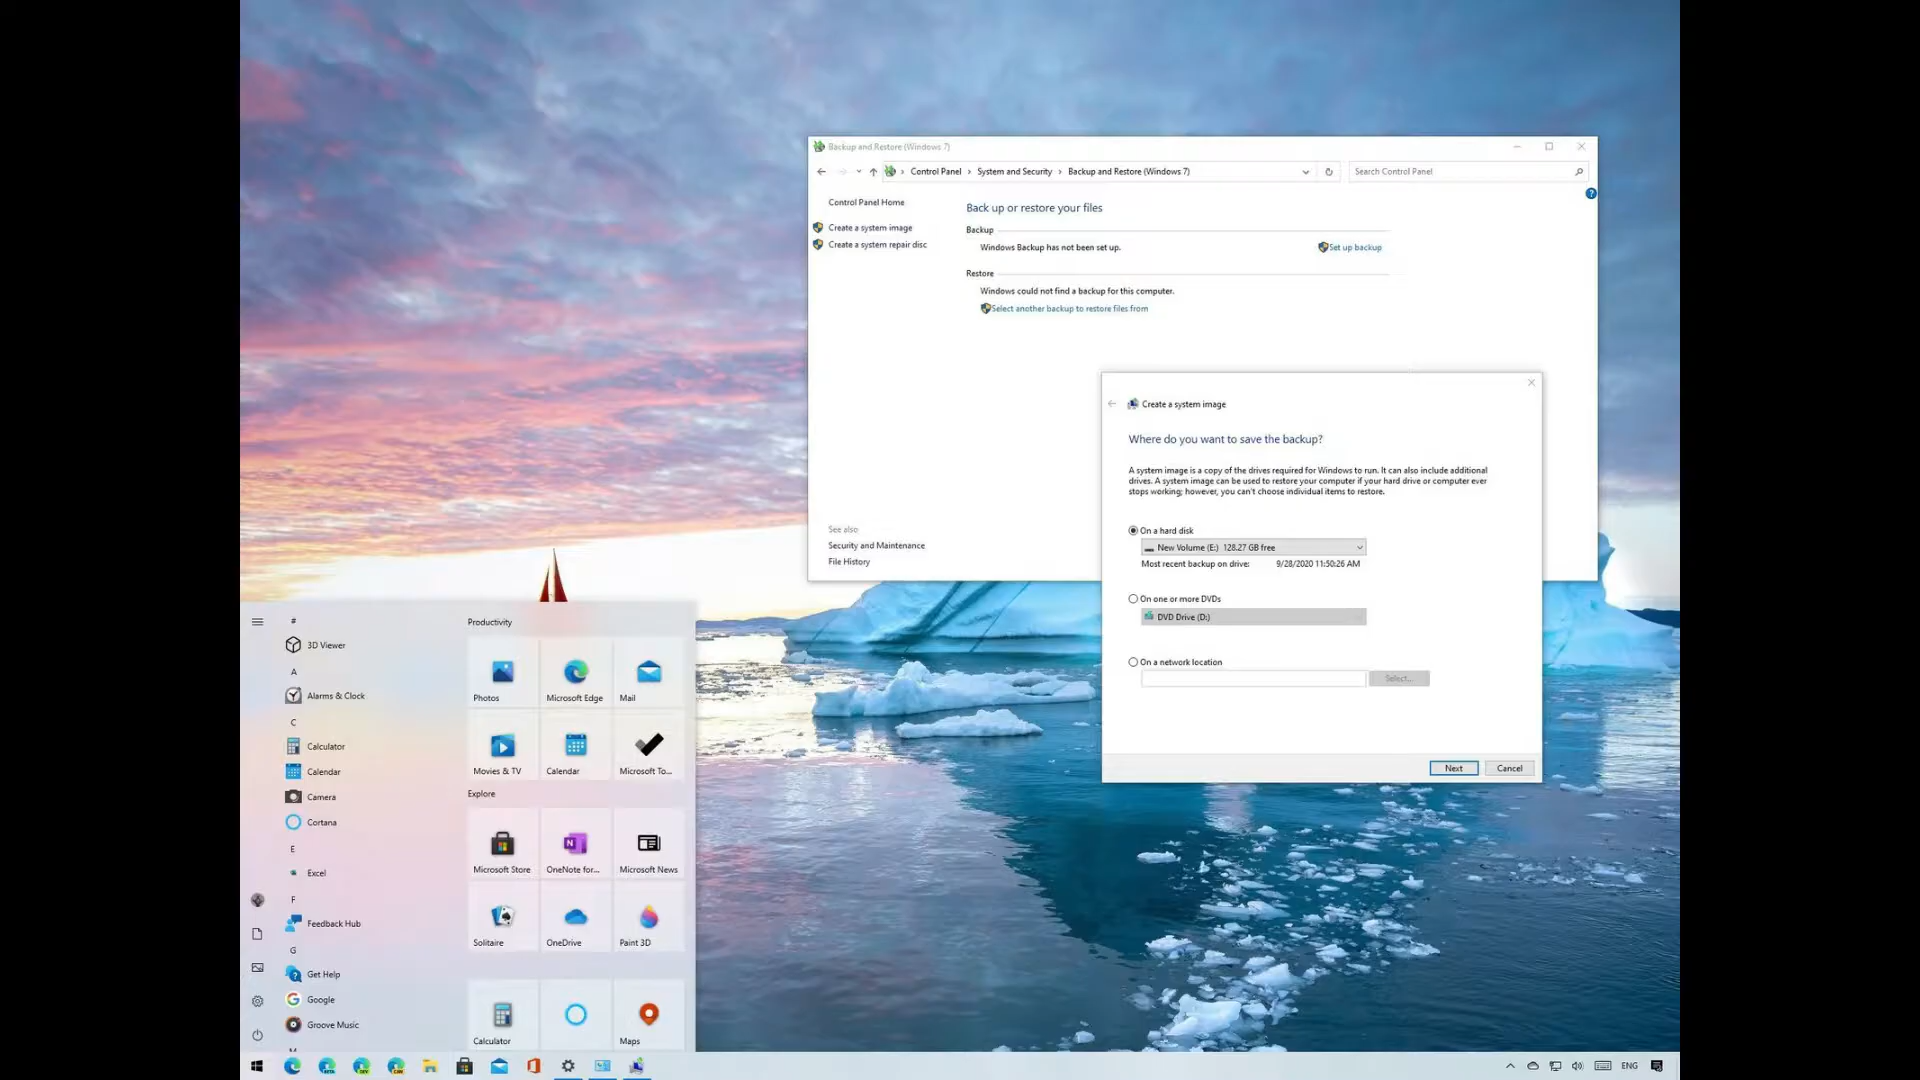 Backup and Restore (Windows 7)
Control Panel › System and Security › Backup and Restore (Windows 7)
Search Control Panel
Control Panel Home
Create a system image
Create a system repair disc
See also
Security and Maintenance
File History
Back up or restore your files
Backup
Windows Backup has not been set up.
Set up backup
Restore
Windows could not find a backup for this computer.
Select another backup to restore files from
Create a system image
Where do you want to save the backup?
A system image is a copy of the drives required for Windows to run. It can also include additional
drives. A system image can be used to restore your computer if your hard drive or computer ever
stops working; however, you can't choose individual items to restore.
On a hard disk
New Volume (E:) 128.27 GB free
Most recent backup on drive: 9/28/2020 11:50:26 AM
On one or more DVDs
DVD Drive (D:)
On a network location
Select...
Next Cancel
#
3D Viewer
A
Alarms & Clock
C
Calculator
Calendar
Camera
Cortana
E
Excel
F
Feedback Hub
G
Get Help
Google
Groove Music
Productivity
Photos Microsoft Edge Mail
Movies & TV Calendar Microsoft To...
Explore
Microsoft Store OneNote for... Microsoft News
Solitaire OneDrive Paint 3D
Calculator Maps
ENG